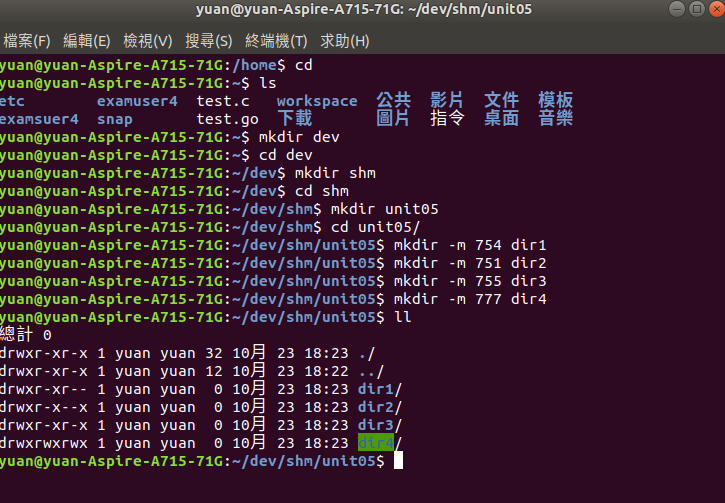 yuan@yuan-Aspire-A715-71G: ~/dev/shm/unit05
檔案(F) 編輯(E) 檢視(V) 搜尋(S) 終端機(T) 求助(H)
yuan@yuan-Aspire-A715-71G:/home$ cd
yuan@yuan-Aspire-A715-71G:~$ ls
etc examuser4 test.c workspace 公共 影片 文件 模板
examuser4 snap test.go 下載 圖片 指令 桌面 音樂
yuan@yuan-Aspire-A715-71G:~$ mkdir dev
yuan@yuan-Aspire-A715-71G:~$ cd dev
yuan@yuan-Aspire-A715-71G:~/dev$ mkdir shm
yuan@yuan-Aspire-A715-71G:~/dev$ cd shm
yuan@yuan-Aspire-A715-71G:~/dev/shm$ mkdir unit05
yuan@yuan-Aspire-A715-71G:~/dev/shm$ cd unit05/
yuan@yuan-Aspire-A715-71G:~/dev/shm/unit05$ mkdir -m 754 dir1
yuan@yuan-Aspire-A715-71G:~/dev/shm/unit05$ mkdir -m 751 dir2
yuan@yuan-Aspire-A715-71G:~/dev/shm/unit05$ mkdir -m 755 dir3
yuan@yuan-Aspire-A715-71G:~/dev/shm/unit05$ mkdir -m 777 dir4
yuan@yuan-Aspire-A715-71G:~/dev/shm/unit05$ ll
總計 0
drwxr-xr-x 1 yuan yuan 32 10月 23 18:23 ./
drwxr-xr-x 1 yuan yuan 12 10月 23 18:22 ../
drwxr-xr-- 1 yuan yuan 0 10月 23 18:23 dir1/
drwxr-x--x 1 yuan yuan 0 10月 23 18:23 dir2/
drwxr-xr-x 1 yuan yuan 0 10月 23 18:23 dir3/
drwxrwxrwx 1 yuan yuan 0 10月 23 18:23 dir4/
yuan@yuan-Aspire-A715-71G:~/dev/shm/unit05$